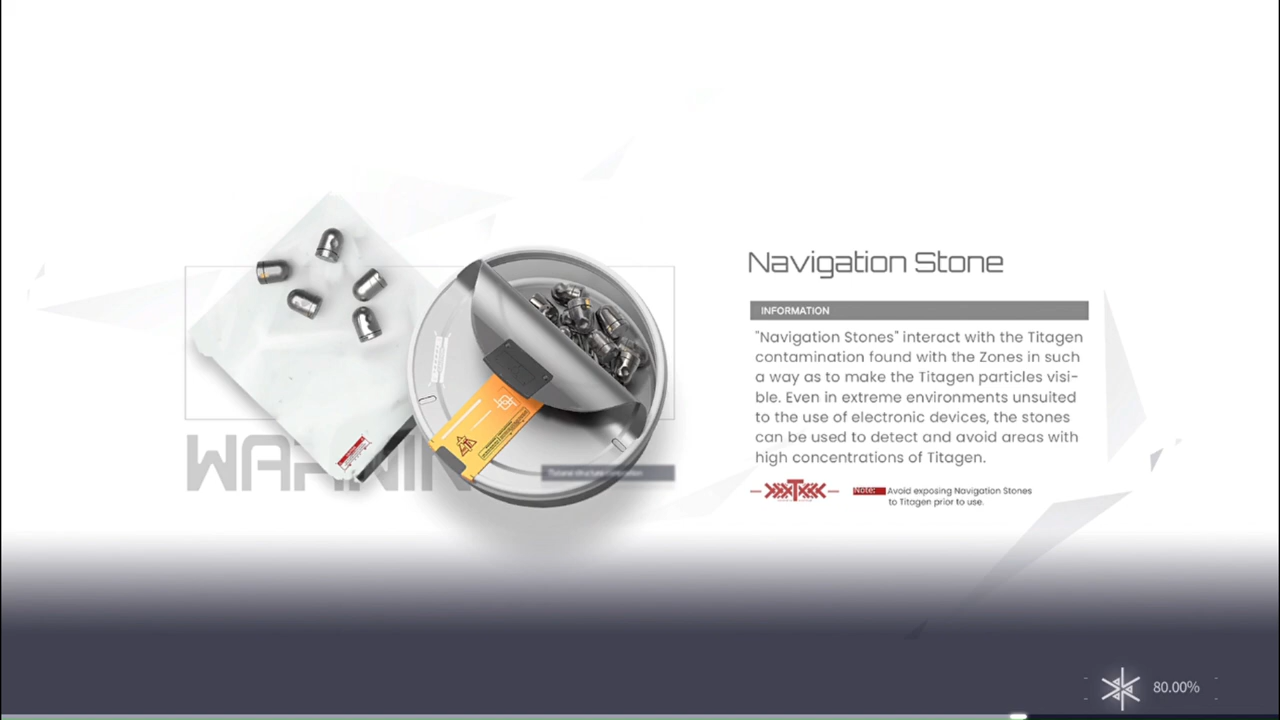 Navigation Stone
INFORMATION
"Navigation Stones" interact with the Titagen
contamination found with the Zones in such
a way as to make the Titagen particles visi-
ble. Even in extreme environments unsuited
to the use of electronic devices, the stones
can be used to detect and avoid areas with
high concentrations of Titagen.
Note: Avoid exposing Navigation Stones
to Titagen prior to use.
80.00%